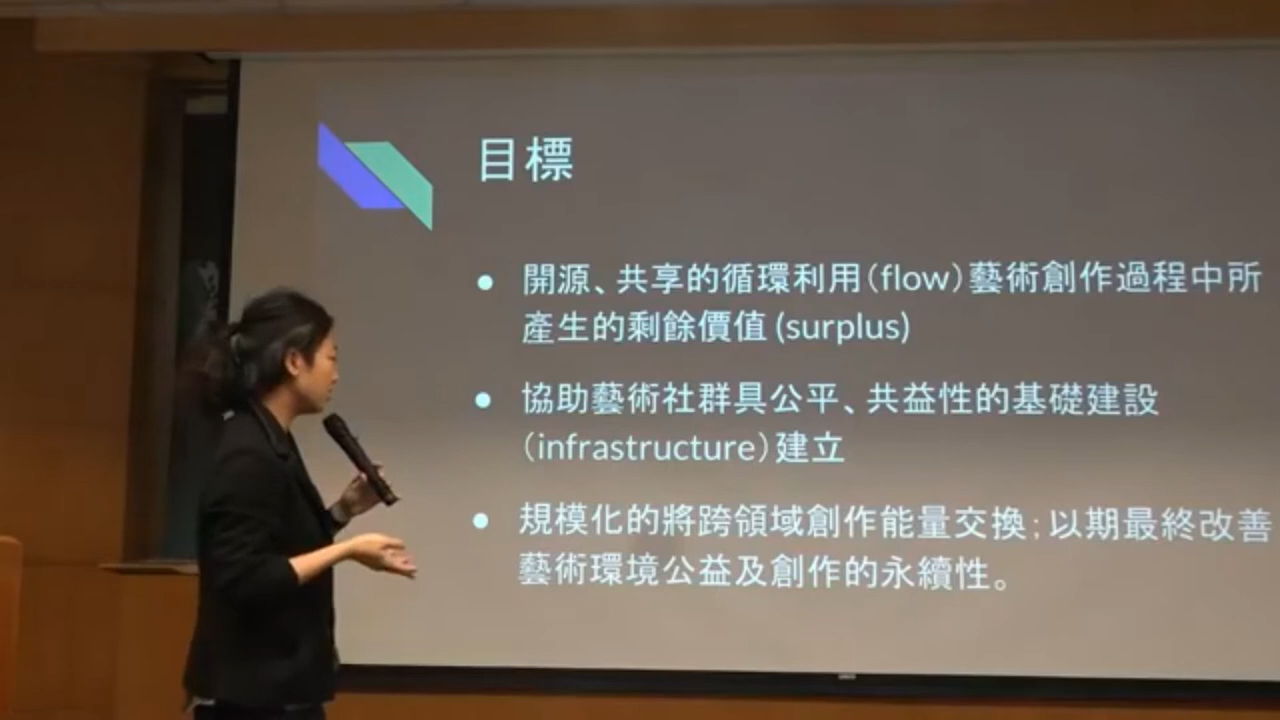 目標
● 開源、共享的循環利用（flow）藝術創作過程中所
產生的剩餘價值 (surplus)
● 協助藝術社群具公平、共益性的基礎建設
（infrastructure）建立
● 規模化的將跨領域創作能量交換；以期最終改善
藝術環境公益及創作的永續性。